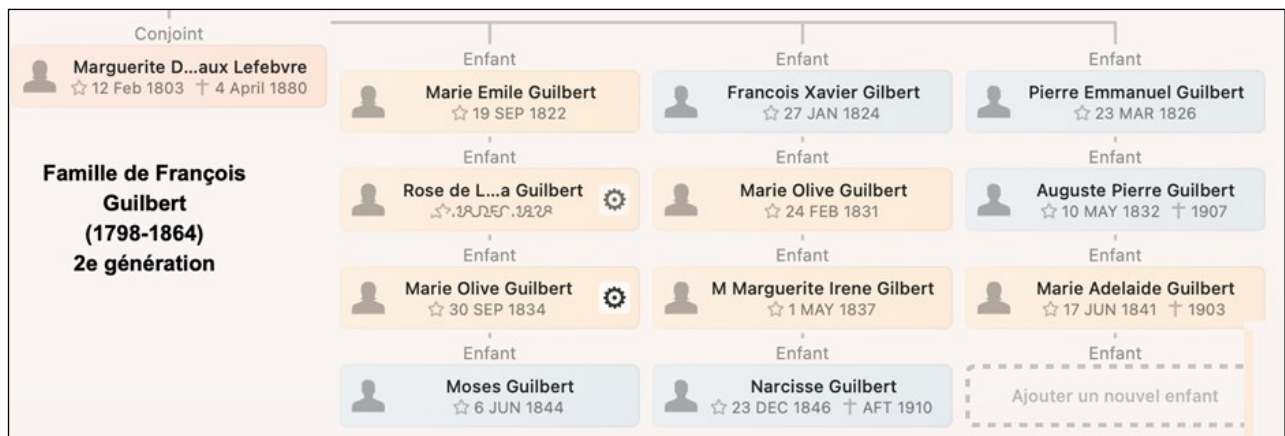 Conjoint
Marguerite D...aux Lefebvre
12 Feb 1803 † 4 April 1880
Famille de François
Guilbert
(1798-1864)
2e génération
Enfant
Enfant
Enfant
Marie Emile Guilbert
19 SEP 1822
Francois Xavier Gilbert
27 JAN 1824
Pierre Emmanuel Guilbert
23 MAR 1826
Enfant
Enfant
Enfant
Rose de L...a Guilbert
Marie Olive Guilbert
24 FEB 1831
Auguste Pierre Guilbert
10 MAY 1832 † 1907
Enfant
Enfant
Enfant
Marie Olive Guilbert
30 SEP 1834
M Marguerite Irene Gilbert
1 MAY 1837
Marie Adelaide Guilbert
17 JUN 1841 † 1903
Enfant
Enfant
Enfant
Moses Guilbert
6 JUN 1844
Narcisse Guilbert
23 DEC 1846 † AFT 1910
Ajouter un nouvel enfant